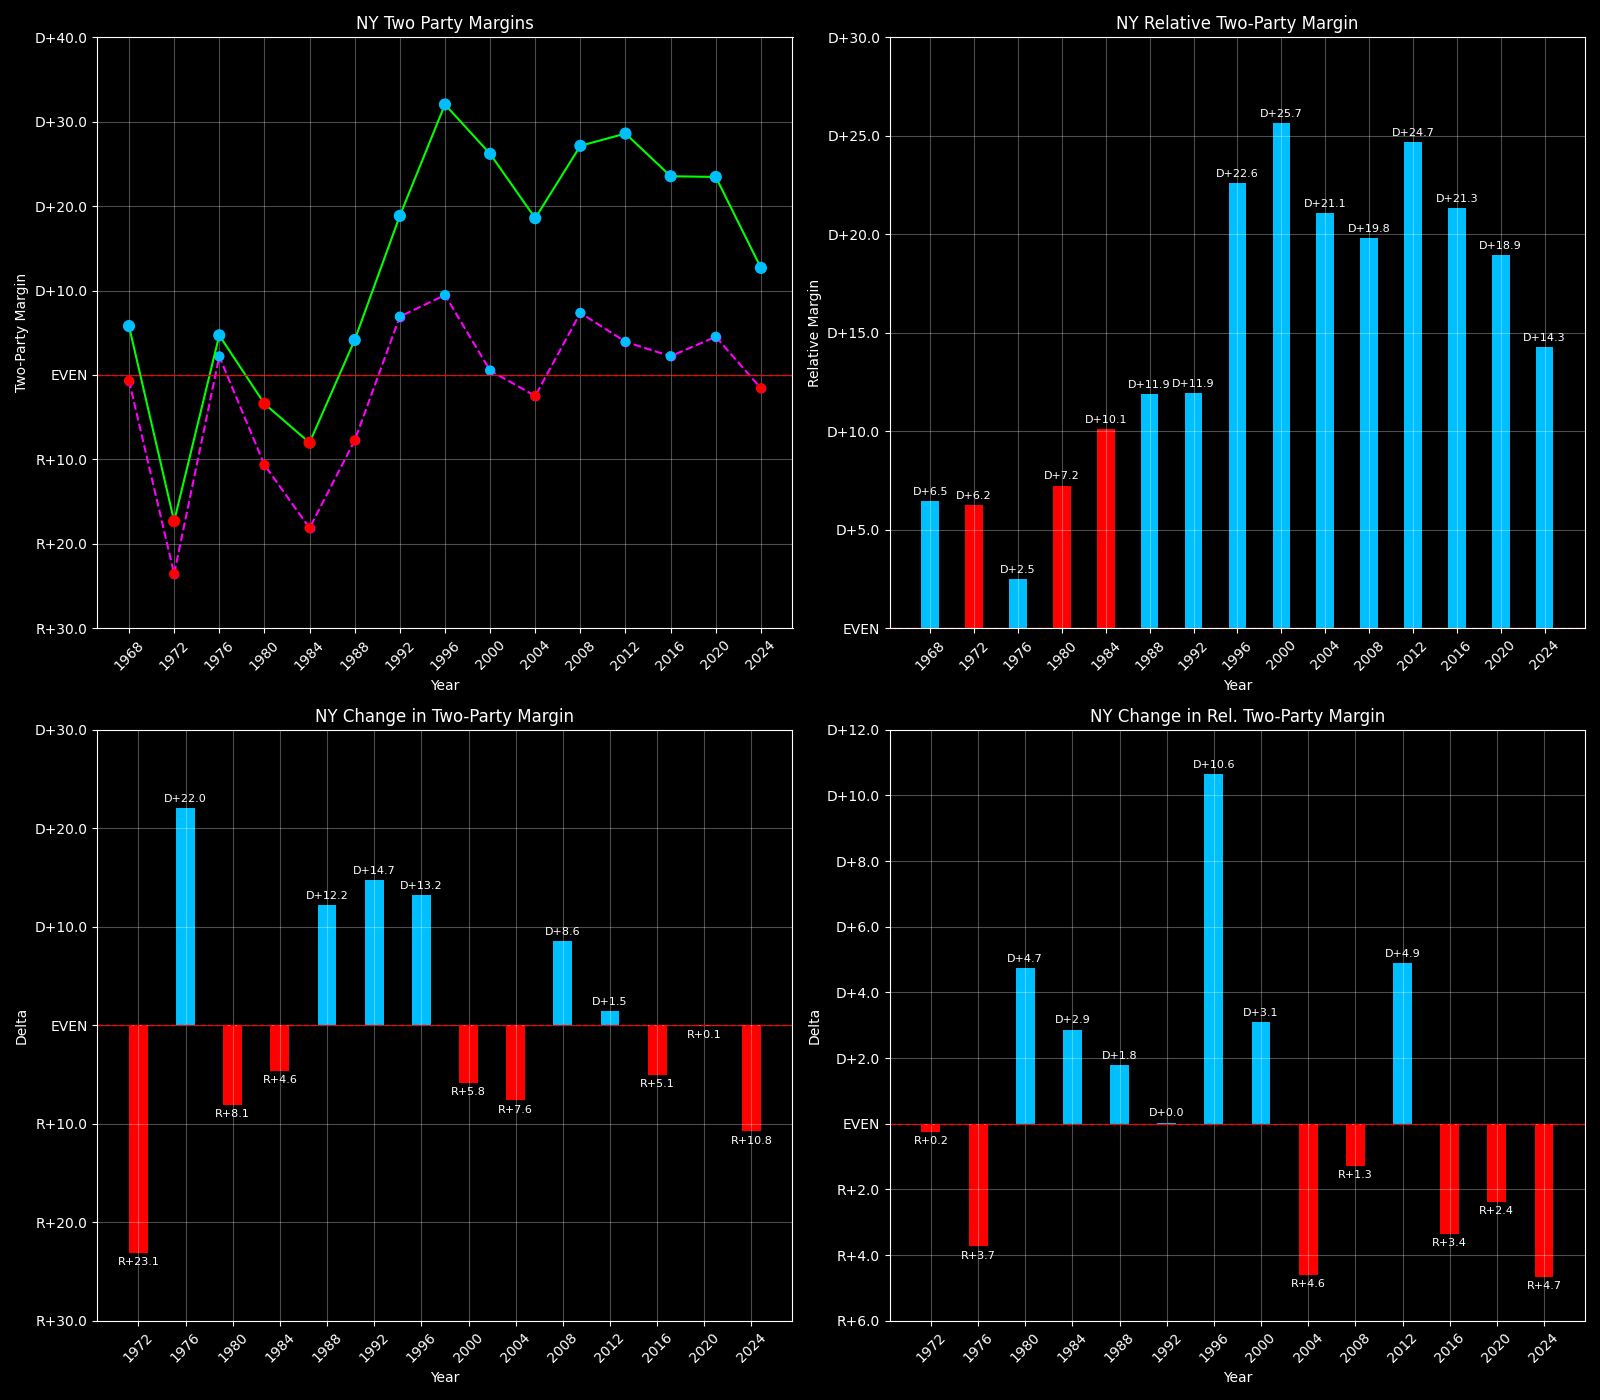 NY Two Party Margins
D+40.0
D+30.0
D+20.0
D+10.0
EVEN
R+10.0
R+20.0
R+30.0
Two-Party Margin
1968 1972 1976 1980 1984 1988 1992 1996 2000 2004 2008 2012 2016 2020 2024
Year
NY Relative Two-Party Margin
D+30.0
D+25.0
D+20.0
D+15.0
D+10.0
D+5.0
EVEN
Relative Margin
D+6.5 D+6.2 D+2.5 D+7.2 D+10.1 D+11.9 D+11.9 D+22.6 D+25.7 D+21.1 D+19.8 D+24.7 D+21.3 D+18.9 D+14.3
1968 1972 1976 1980 1984 1988 1992 1996 2000 2004 2008 2012 2016 2020 2024
Year
NY Change in Two-Party Margin
D+30.0
D+20.0
D+10.0
EVEN
R+10.0
R+20.0
R+30.0
Delta
R+23.1 D+22.0 R+8.1 R+4.6 D+12.2 D+14.7 D+13.2 R+5.8 R+7.6 D+8.6 D+1.5 R+5.1 R+0.1 R+10.8
1972 1976 1980 1984 1988 1992 1996 2000 2004 2008 2012 2016 2020 2024
Year
NY Change in Rel. Two-Party Margin
D+12.0
D+10.0
D+8.0
D+6.0
D+4.0
D+2.0
EVEN
R+2.0
R+4.0
R+6.0
Delta
R+0.2 R+3.7 D+4.7 D+2.9 D+1.8 D+0.0 D+10.6 D+3.1 R+4.6 R+1.3 D+4.9 R+3.4 R+2.4 R+4.7
1972 1976 1980 1984 1988 1992 1996 2000 2004 2008 2012 2016 2020 2024
Year